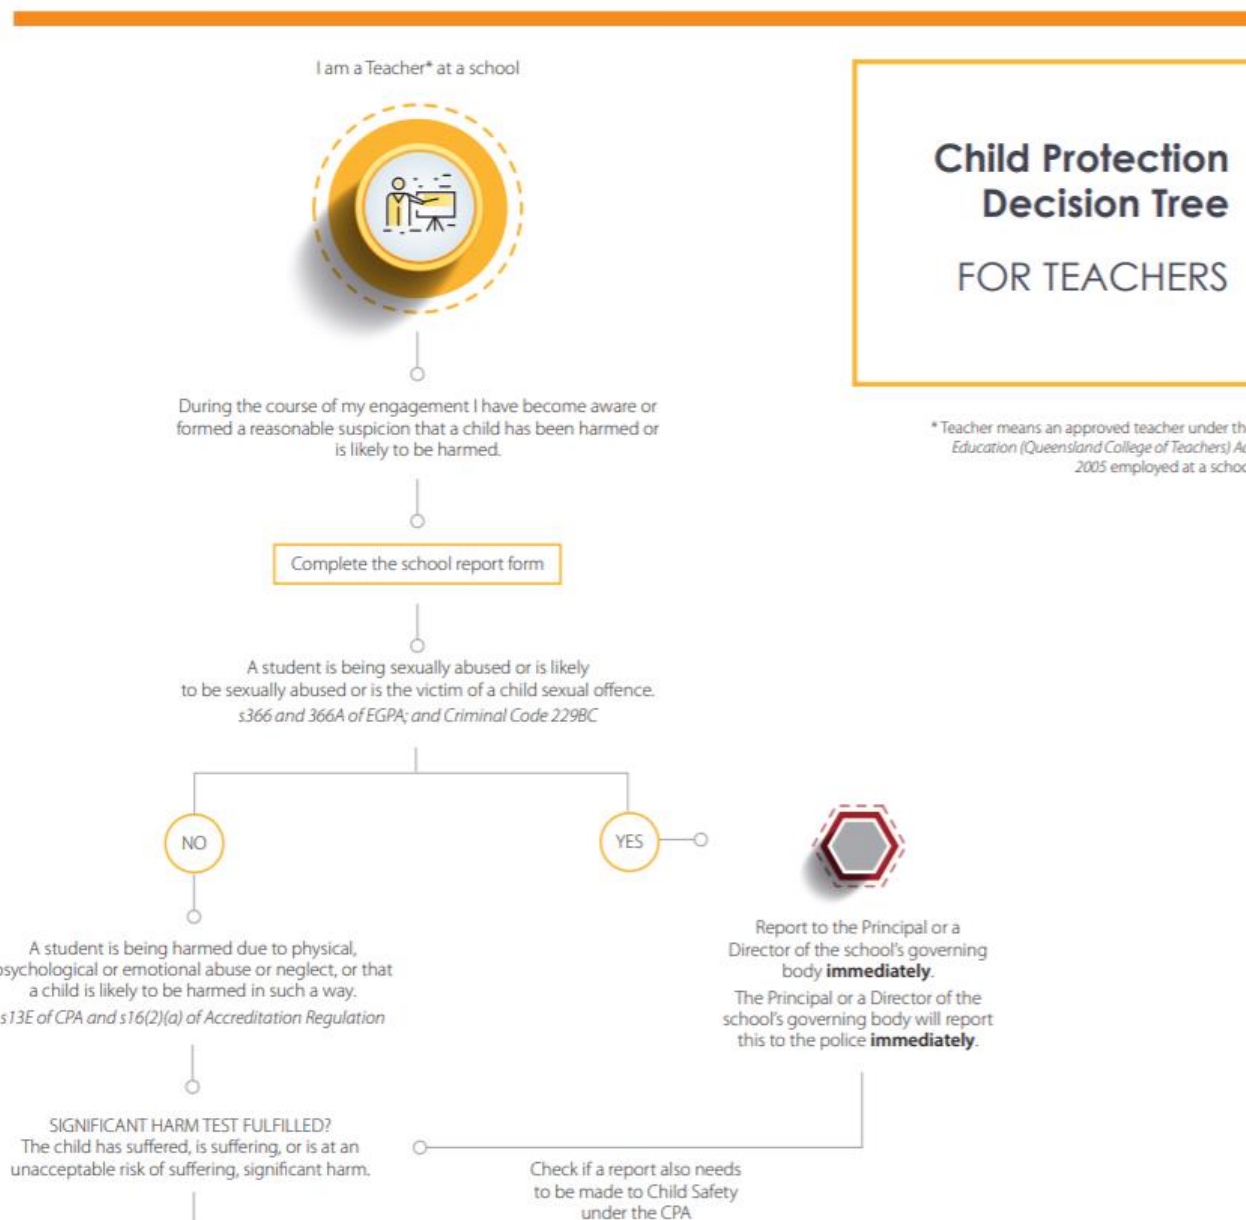 I am a Teacher* at a school
Child Protection
Decision Tree
FOR TEACHERS
During the course of my engagement I have become aware or
formed a reasonable suspicion that a child has been harmed or
is likely to be harmed.
* Teacher means an approved teacher under th
Education (Queensland College of Teachers) Ac
2005 employed at a schoo
Complete the school report form
A student is being sexually abused or is likely
to be sexually abused or is the victim of a child sexual offence.
s366 and 366A of EGPA; and Criminal Code 229BC
NO
YES
Report to the Principal or a
Director of the school's governing
body immediately.
The Principal or a Director of the
school's governing body will report
this to the police immediately.
A student is being harmed due to physical,
psychological or emotional abuse or neglect, or that
a child is likely to be harmed in such a way.
s13E of CPA and s16(2)(a) of Accreditation Regulation
SIGNIFICANT HARM TEST FULFILLED?
The child has suffered, is suffering, or is at an
unacceptable risk of suffering, significant harm.
Check if a report also needs
to be made to Child Safety
under the CPA